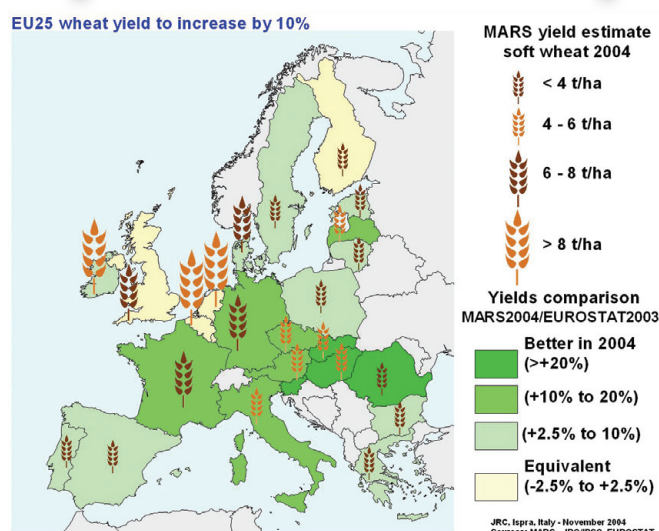 EU25 wheat yield to increase by 10%
MARS yield estimate
soft wheat 2004
< 4 t/ha
4 - 6 t/ha
6 - 8 t/ha
> 8 t/ha
Yields comparison
MARS2004/EUROSTAT2003
Better in 2004
(>+20%)
(+10% to 20%)
(+2.5% to 10%)
Equivalent
(-2.5% to +2.5%)
JRC, Ispra, Italy - November 2004